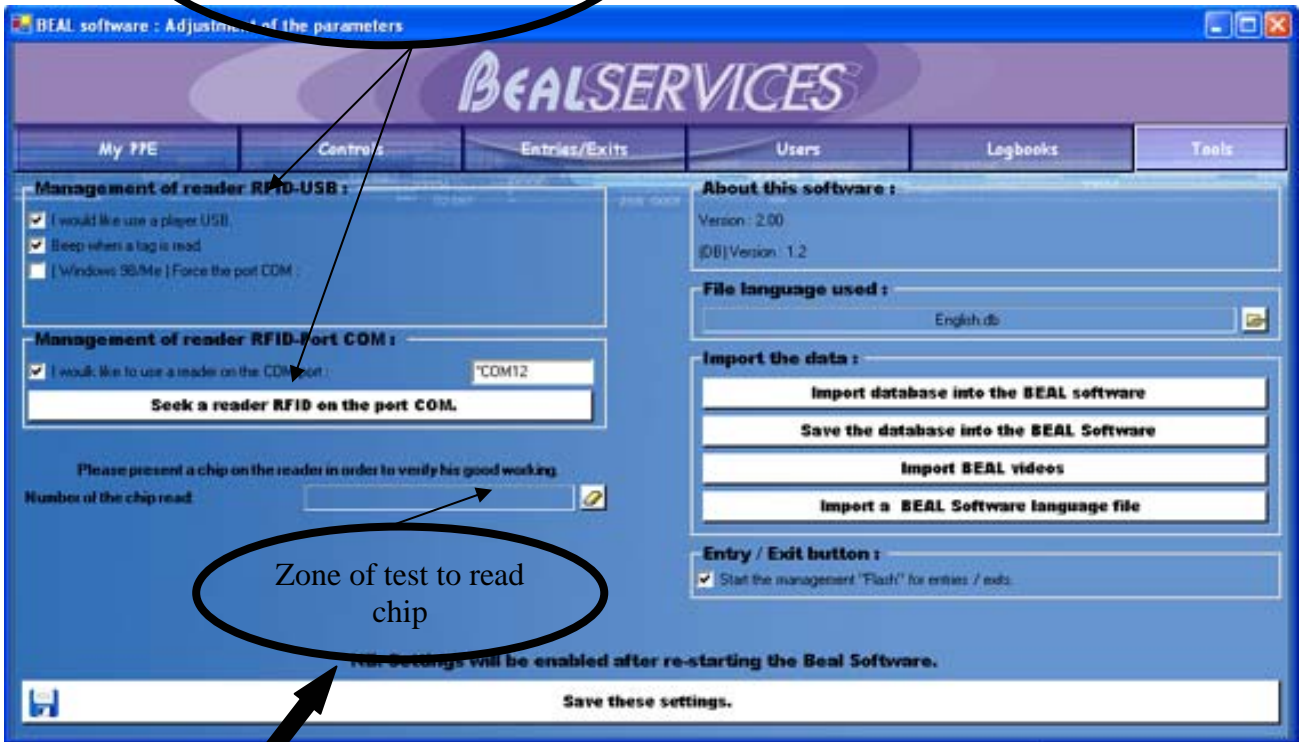 BEAL software : Adjustment of the parameters
BEALSERVICES
My PPE
Controls
Entries/Exits
Users
Logbooks
Tools
Management of reader RFID-USB :
I would like use a player USB.
Beep when a tag is read
[ Windows 98/Me ] Force the port COM :
Management of reader RFID-Port COM :
I would like to use a reader on the COM port :
"COM12
Seek a reader RFID on the port COM.
Please present a chip on the reader in order to verify his good working.
Number of the chip read:
Zone of test to read
chip
About this software :
Version : 2.00
(DB) Version : 1.2
File language used :
English.db
Import the data :
Import database into the BEAL software
Save the database into the BEAL Software
Import BEAL videos
Import a BEAL Software language file
Entry / Exit button :
Start the management "Flash" for entries / exits.
NB: Settings will be enabled after re-starting the Beal Software.
Save these settings.